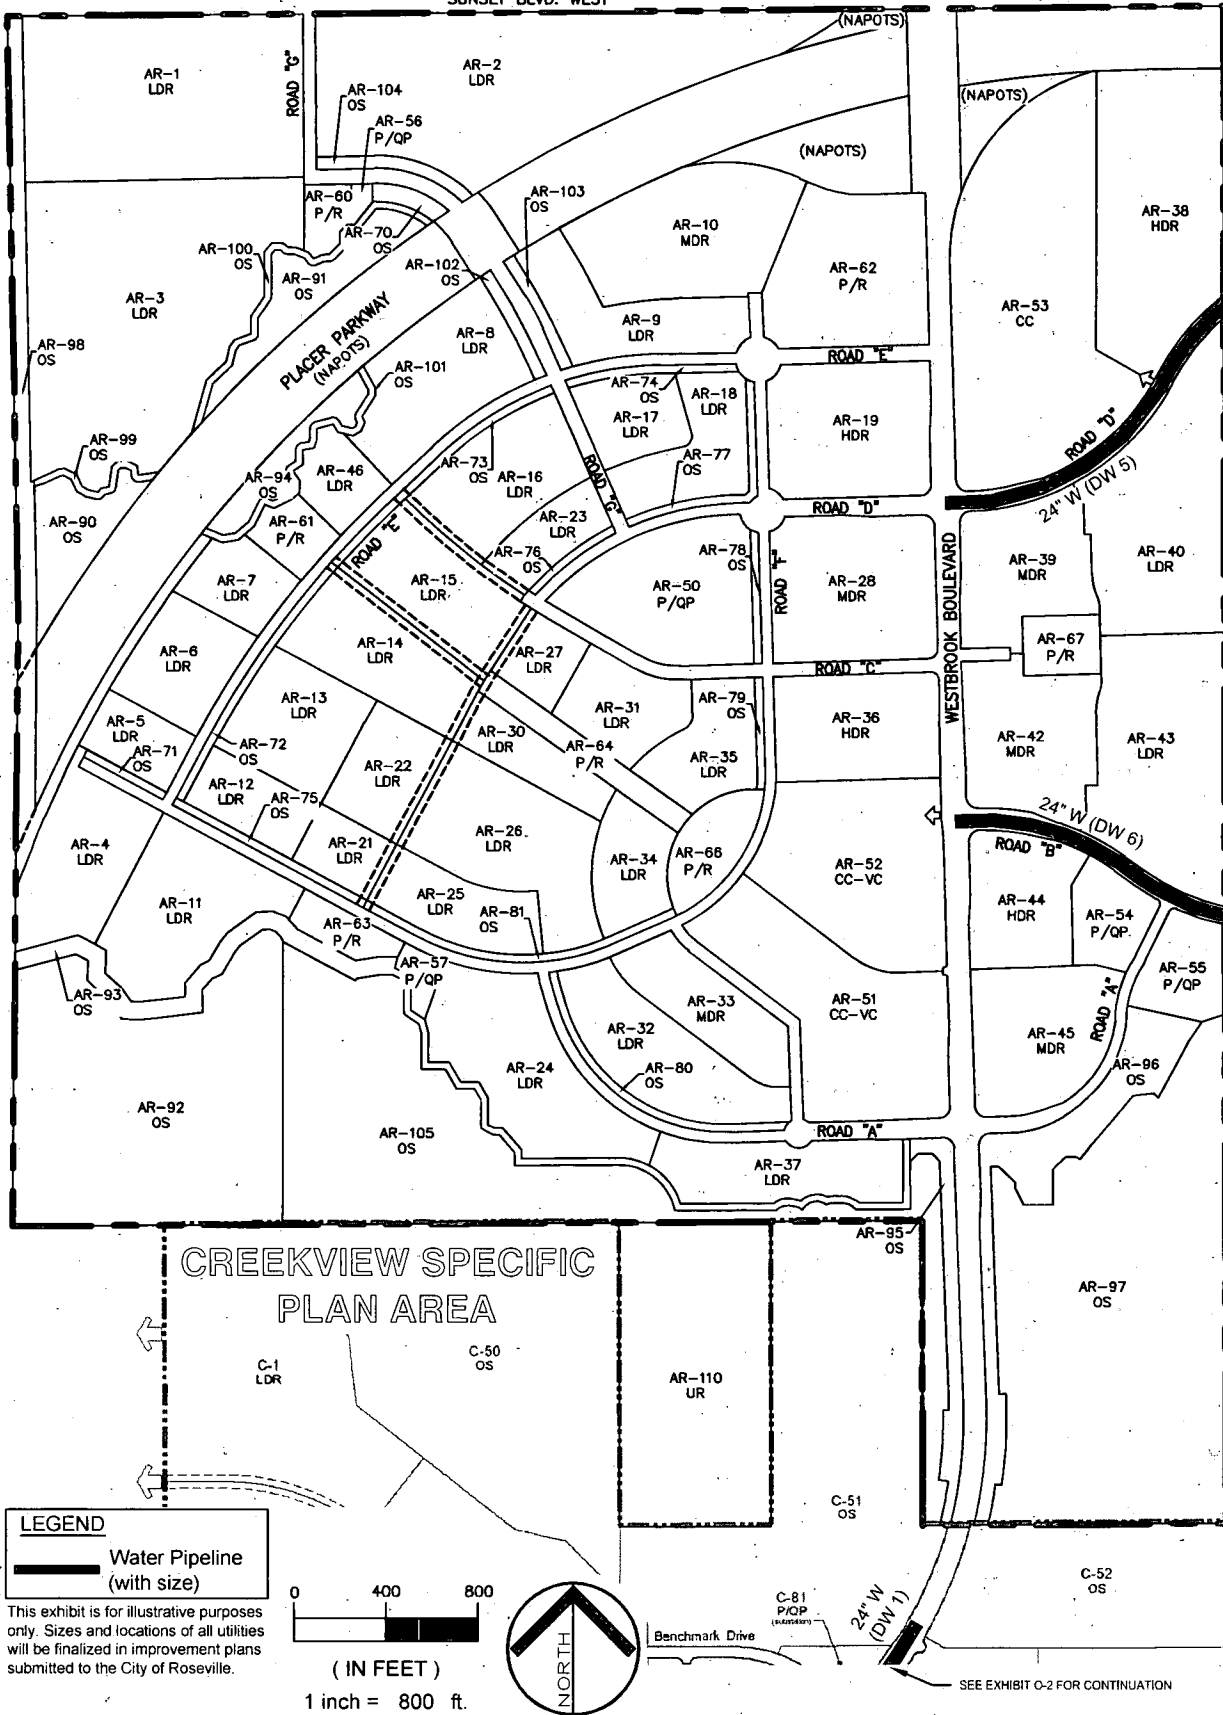 SUNSET BLVD. WEST
(NAPOTS)
AR-1
LDR
ROAD "G"
AR-2
LDR
AR-104
OS
AR-56
P/QP
(NAPOTS)
(NAPOTS)
AR-60
P/R
AR-103
OS
AR-70
OS
AR-10
MDR
AR-38
HDR
AR-100
OS
AR-102
OS
AR-91
OS
AR-62
P/R
AR-3
LDR
AR-53
CC
PLACER PARKWAY
(NAPOTS)
AR-8
LDR
AR-9
LDR
AR-98
OS
AR-101
OS
ROAD "E"
AR-74
OS
AR-18
LDR
AR-17
LDR
AR-19
HDR
ROAD "D"
AR-99
OS
AR-46
LDR
AR-73
OS
AR-77
OS
AR-94
OS
AR-16
LDR
ROAD "G"
24" W (DW 5)
AR-90
OS
AR-61
P/R
ROAD "E"
AR-23
LDR
ROAD "D"
AR-76
OS
AR-78
OS
AR-7
LDR
AR-15
LDR
AR-50
P/QP
ROAD "F"
AR-28
MDR
WESTBROOK BOULEVARD
AR-39
MDR
AR-40
LDR
AR-6
LDR
AR-14
LDR
AR-27
LDR
AR-67
P/R
ROAD "C"
AR-13
LDR
AR-79
OS
AR-5
LDR
AR-71
OS
AR-72
OS
AR-31
LDR
AR-36
HDR
AR-30
LDR
AR-64
P/R
AR-35
LDR
AR-42
MDR
AR-43
LDR
AR-22
LDR
AR-12
LDR
AR-75
OS
24" W (DW 6)
AR-4
LDR
AR-21
LDR
AR-26
LDR
AR-34
LDR
AR-66
P/R
AR-52
CC-VC
ROAD "B"
AR-11
LDR
AR-25
LDR
AR-81
OS
AR-44
HDR
AR-54
P/QP
AR-63
P/R
AR-57
P/QP
AR-55
P/QP
AR-93
OS
AR-33
MDR
AR-51
CC-VC
ROAD "A"
AR-32
LDR
AR-45
MDR
AR-24
LDR
AR-80
OS
AR-96
OS
AR-92
OS
AR-105
OS
ROAD "A"
AR-37
LDR
AR-95
OS
CREEKVIEW SPECIFIC
PLAN AREA
AR-97
OS
C-1
LDR
C-50
OS
AR-110
UR
C-51
OS
LEGEND
Water Pipeline
(with size)
This exhibit is for illustrative purposes
only. Sizes and locations of all utilities
will be finalized in improvement plans
submitted to the City of Roseville.
0 400 800
( IN FEET )
1 inch = 800 ft.
NORTH
C-52
OS
C-81
P/QP
(substation)
24" W
(DW 1)
Benchmark Drive
SEE EXHIBIT O-2 FOR CONTINUATION